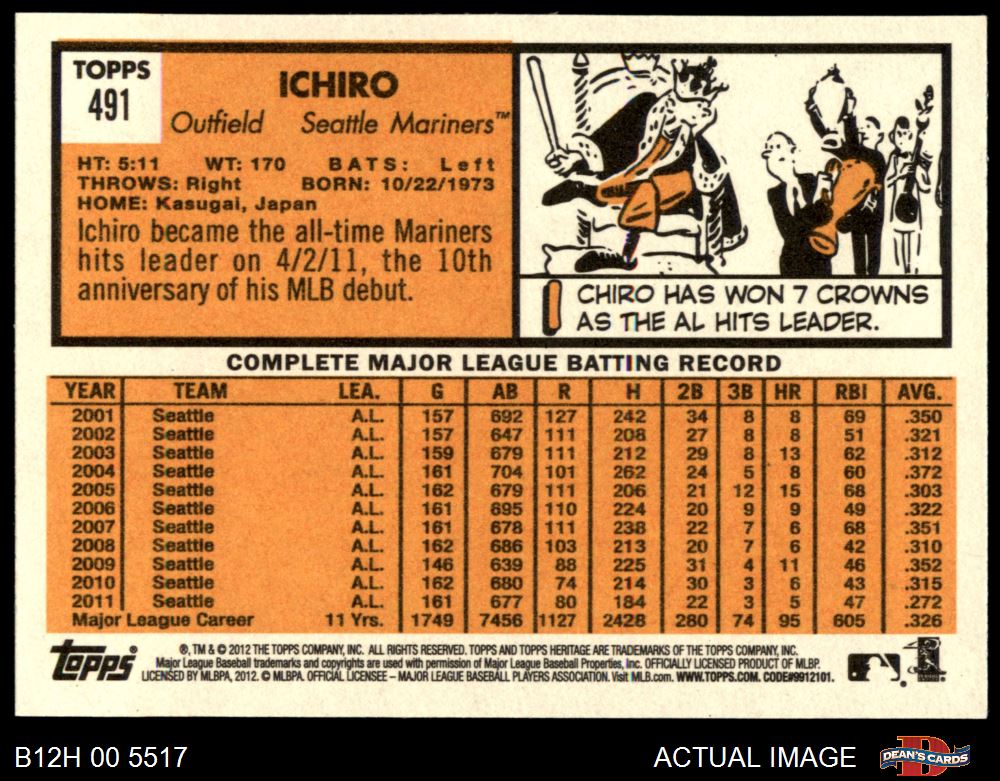 TOPPS
491
ICHIRO
Outfield Seattle Mariners™
HT: 5:11 WT: 170 BATS: Left
THROWS: Right BORN: 10/22/1973
HOME: Kasugai, Japan
Ichiro became the all-time Mariners
hits leader on 4/2/11, the 10th
anniversary of his MLB debut.
ICHIRO HAS WON 7 CROWNS
AS THE AL HITS LEADER.
COMPLETE MAJOR LEAGUE BATTING RECORD
YEAR TEAM LEA. G AB R H 2B 3B HR RBI AVG.
2001 Seattle A.L. 157 692 127 242 34 8 8 69 .350
2002 Seattle A.L. 157 647 111 208 27 8 8 51 .321
2003 Seattle A.L. 159 679 111 212 29 8 13 62 .312
2004 Seattle A.L. 161 704 101 262 24 5 8 60 .372
2005 Seattle A.L. 162 679 111 206 21 12 15 68 .303
2006 Seattle A.L. 161 695 110 224 20 9 9 49 .322
2007 Seattle A.L. 161 678 111 238 22 7 6 68 .351
2008 Seattle A.L. 162 686 103 213 20 7 6 42 .310
2009 Seattle A.L. 146 639 88 225 31 4 11 46 .352
2010 Seattle A.L. 162 680 74 214 30 3 6 43 .315
2011 Seattle A.L. 161 677 80 184 22 3 5 47 .272
Major League Career 11 Yrs. 1749 7456 1127 2428 280 74 95 605 .326
Topps®
®, TM & © 2012 THE TOPPS COMPANY, INC. ALL RIGHTS RESERVED. TOPPS AND TOPPS HERITAGE ARE TRADEMARKS OF THE TOPPS COMPANY, INC.
Major League Baseball trademarks and copyrights are used with permission of Major League Baseball Properties, Inc. OFFICIALLY LICENSED PRODUCT OF MLBP.
LICENSED BY MLBPA, 2012. © MLBPA. OFFICIAL LICENSEE – MAJOR LEAGUE BASEBALL PLAYERS ASSOCIATION. Visit MLB.com. WWW.TOPPS.COM. CODE#9912101.
B12H 00 5517
ACTUAL IMAGE
DEAN'S CARDS